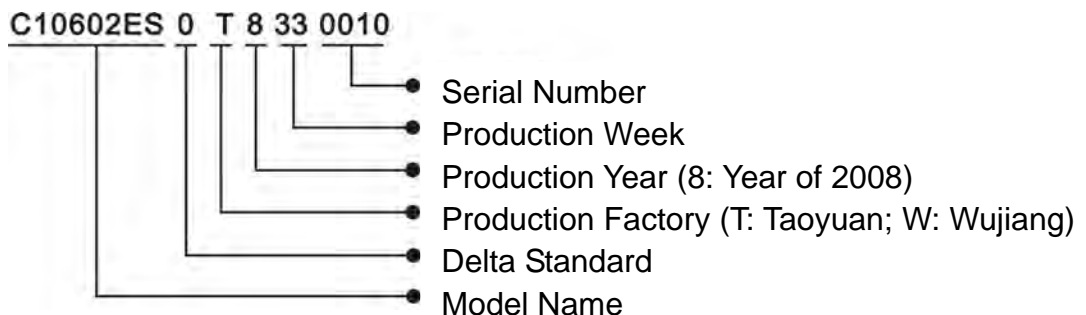 C10602ES 0 T 8 33 0010
Serial Number
Production Week
Production Year (8: Year of 2008)
Production Factory (T: Taoyuan; W: Wujiang)
Delta Standard
Model Name